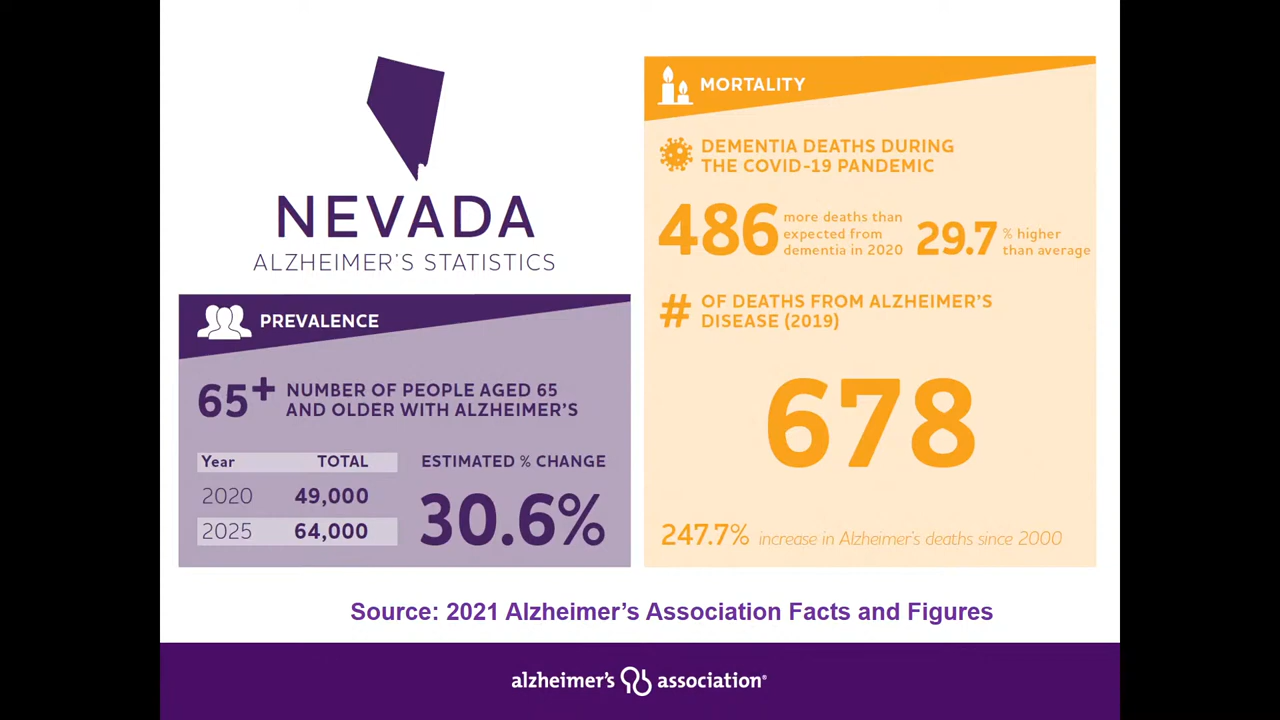 NEVADA
ALZHEIMER'S STATISTICS
PREVALENCE
65+ NUMBER OF PEOPLE AGED 65
AND OLDER WITH ALZHEIMER'S
Year TOTAL
2020 49,000
2025 64,000
ESTIMATED % CHANGE
30.6%
MORTALITY
DEMENTIA DEATHS DURING
THE COVID-19 PANDEMIC
486
more deaths than
expected from
dementia in 2020
29.7
% higher
than average
# OF DEATHS FROM ALZHEIMER'S
DISEASE (2019)
678
247.7% increase in Alzheimer's deaths since 2000
Source: 2021 Alzheimer's Association Facts and Figures
alzheimer's association®